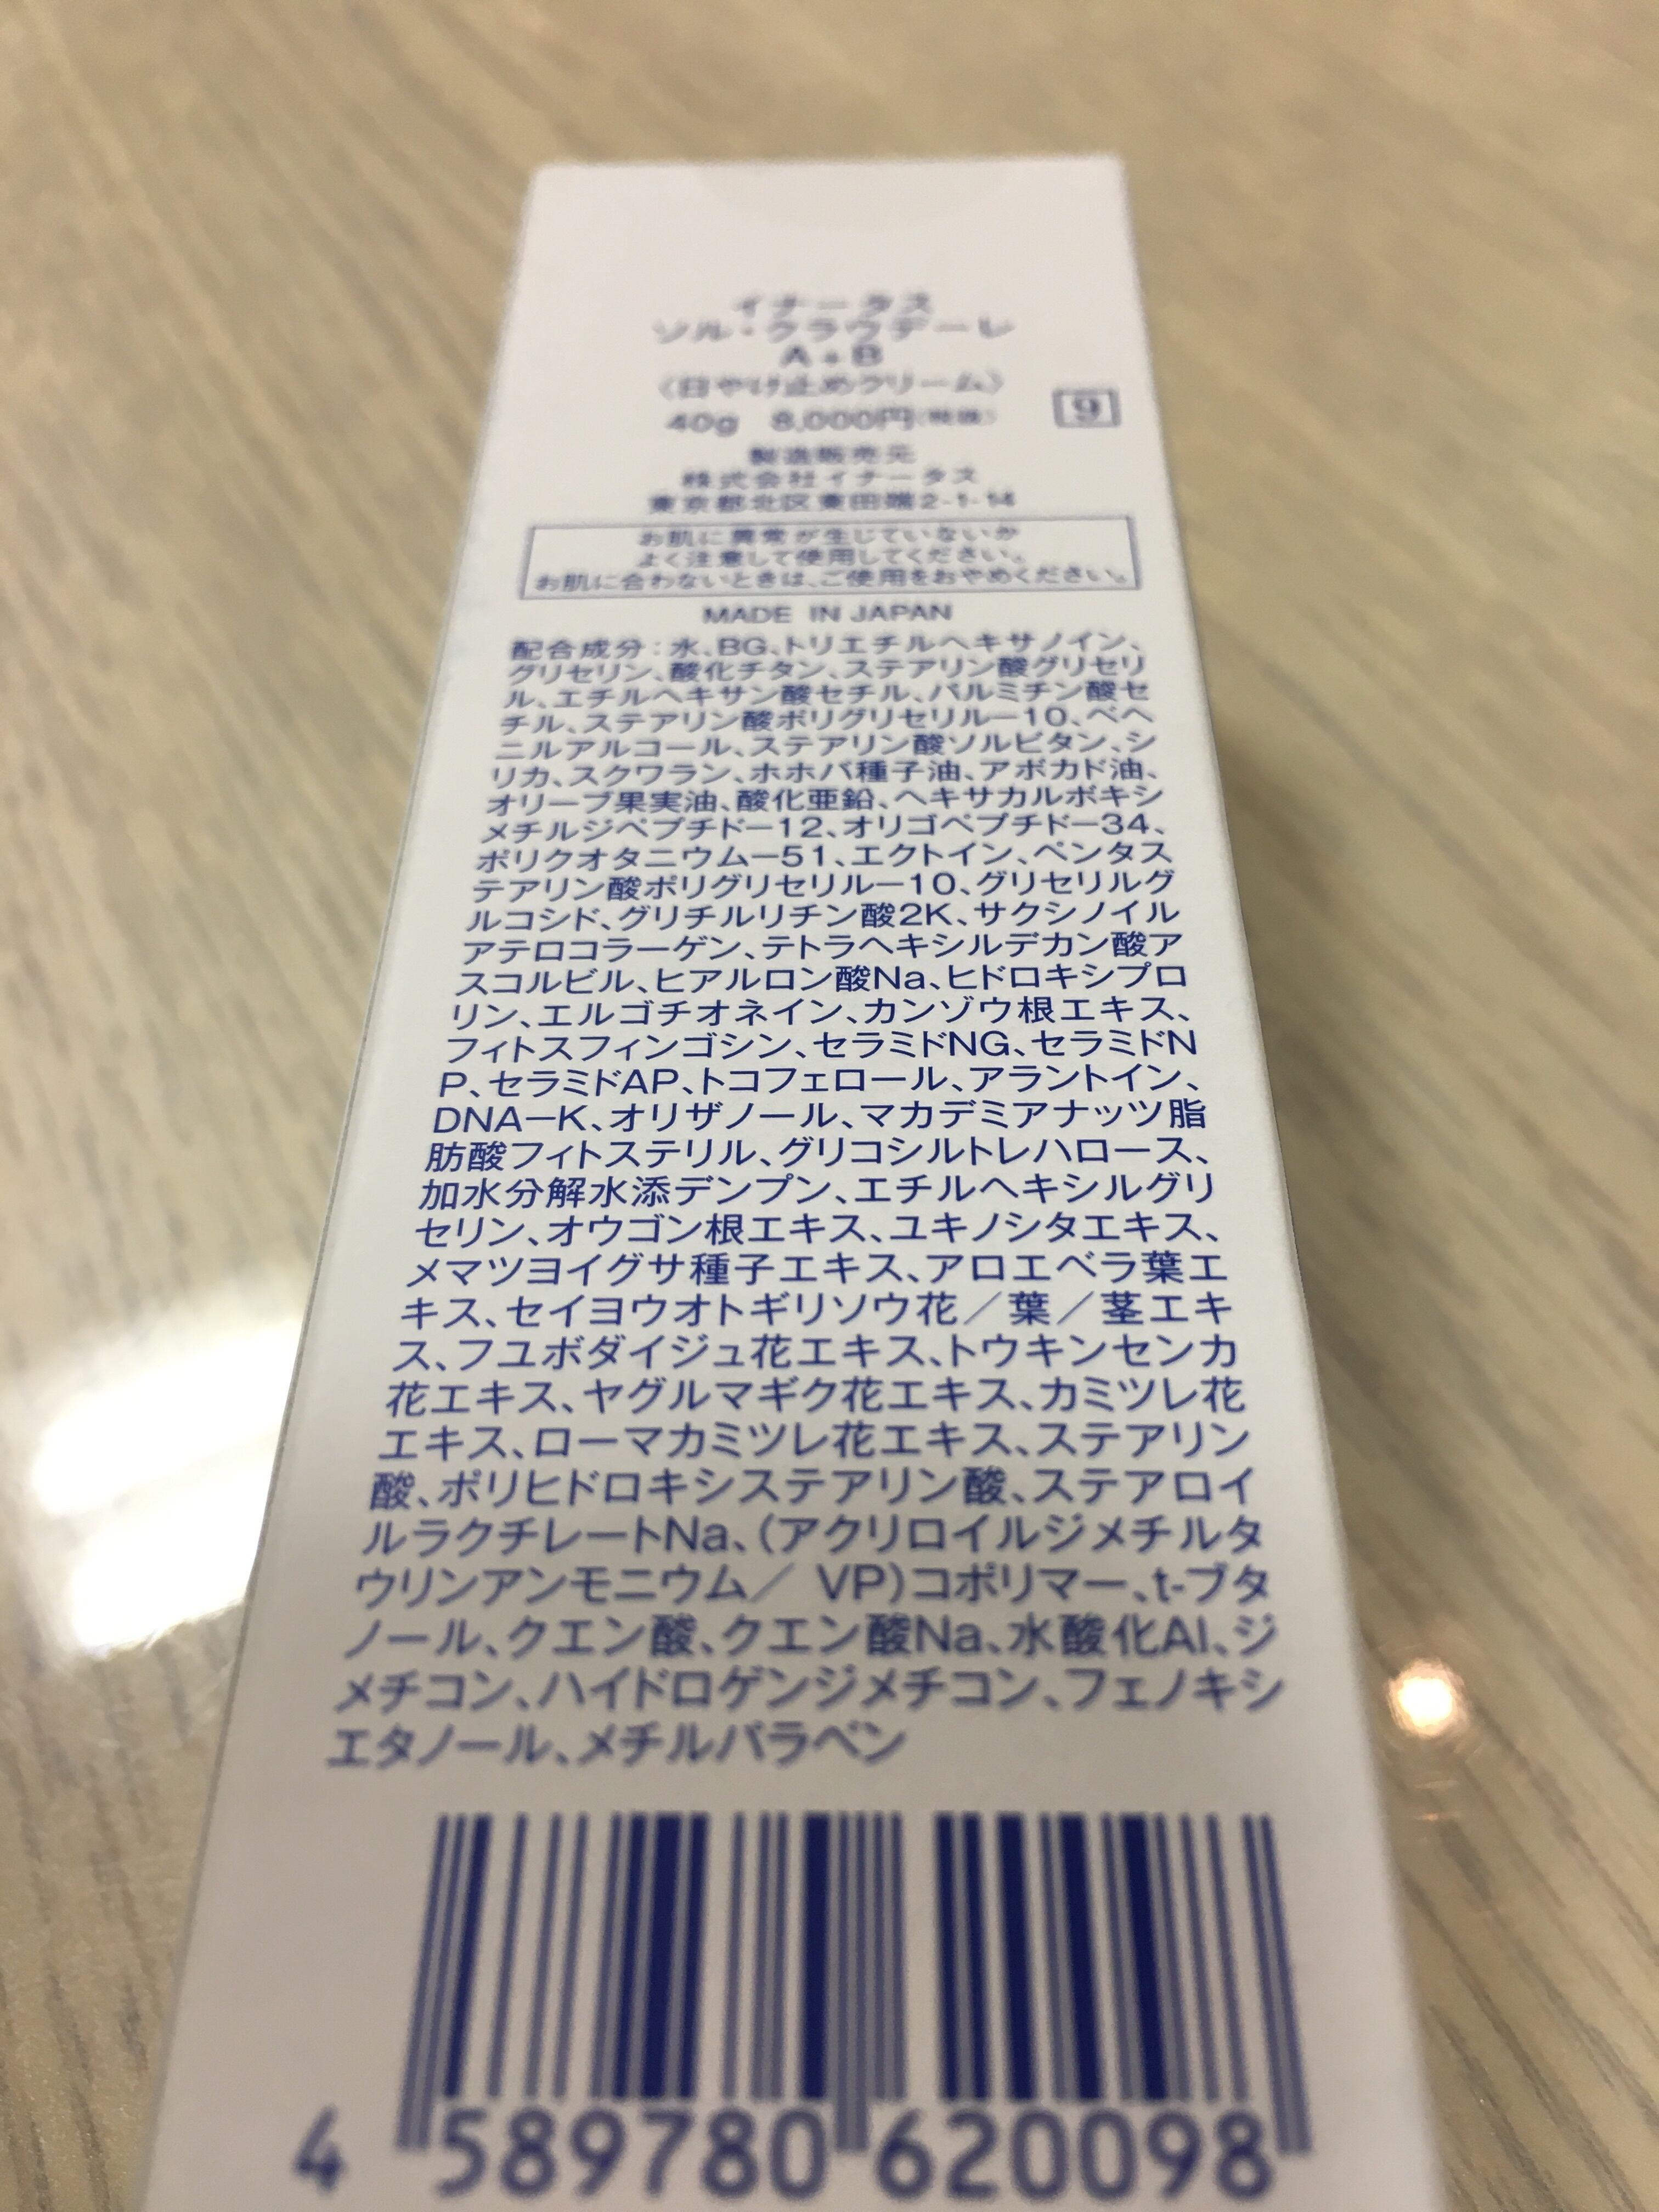 イナータス
ソル・クラウデーレ
A+B
〈日やけ止めクリーム〉
40g 8,000円(税抜)
9
製造販売元
株式会社イナータス
東京都北区東田端2-1-14
お肌に異常が生じていないか
よく注意して使用してください。
お肌に合わないときは、ご使用をおやめください。
MADE IN JAPAN
配合成分:水、BG、トリエチルヘキサノイン、
グリセリン、酸化チタン、ステアリン酸グリセリ
ル、エチルヘキサン酸セチル、パルミチン酸セ
チル、ステアリン酸ポリグリセリル−10、ベヘ
ニルアルコール、ステアリン酸ソルビタン、シ
リカ、スクワラン、ホホバ種子油、アボカド油、
オリーブ果実油、酸化亜鉛、ヘキサカルボキシ
メチルジペプチド−12、オリゴペプチド−34、
ポリクオタニウム−51、エクトイン、ペンタス
テアリン酸ポリグリセリル−10、グリセリルグ
ルコシド、グリチルリチン酸2K、サクシノイル
アテロコラーゲン、テトラヘキシルデカン酸ア
スコルビル、ヒアルロン酸Na、ヒドロキシプロ
リン、エルゴチオネイン、カンゾウ根エキス、
フィトスフィンゴシン、セラミドNG、セラミドN
P、セラミドAP、トコフェロール、アラントイン、
DNA−K、オリザノール、マカデミアナッツ脂
肪酸フィトステリル、グリコシルトレハロース、
加水分解水添デンプン、エチルヘキシルグリ
セリン、オウゴン根エキス、ユキノシタエキス、
メマツヨイグサ種子エキス、アロエベラ葉エ
キス、セイヨウオトギリソウ花/葉/茎エキ
ス、フユボダイジュ花エキス、トウキンセンカ
花エキス、ヤグルマギク花エキス、カミツレ花
エキス、ローマカミツレ花エキス、ステアリン
酸、ポリヒドロキシステアリン酸、ステアロイ
ルラクチレートNa、(アクリロイルジメチルタ
ウリンアンモニウム/ VP)コポリマー、t-ブタ
ノール、クエン酸、クエン酸Na、水酸化Al、ジ
メチコン、ハイドロゲンジメチコン、フェノキシ
エタノール、メチルパラベン
4 589780 620098